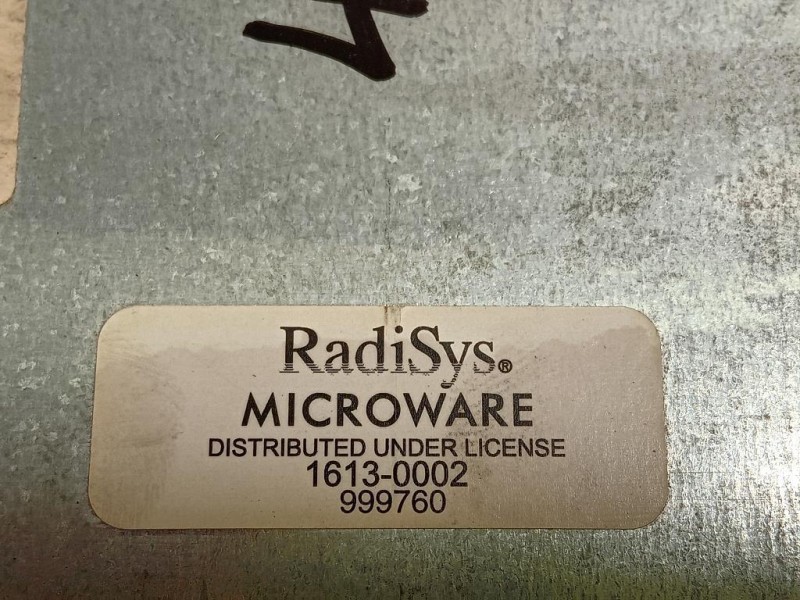 RadiSys®
MICROWARE
DISTRIBUTED UNDER LICENSE
1613-0002
999760